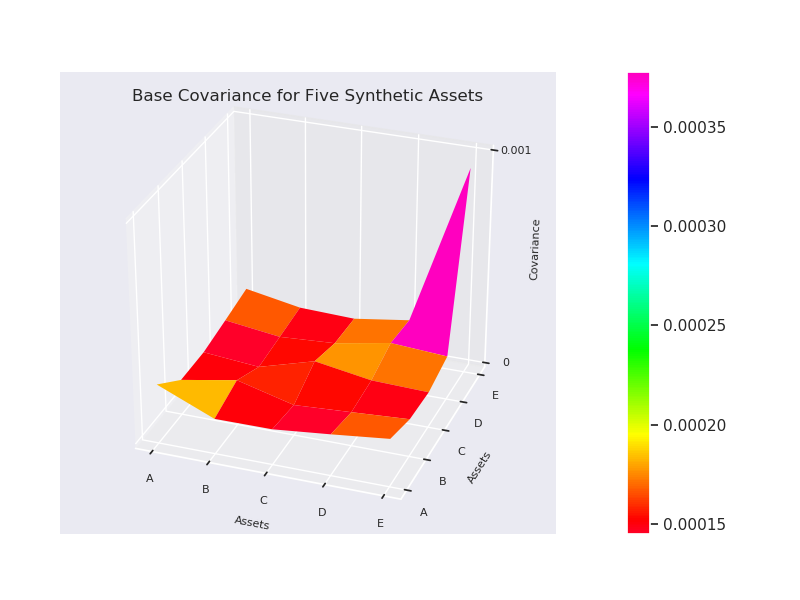 Base Covariance for Five Synthetic Assets
0.001
0
Covariance
E
D
C
B
A
Assets
A
B
C
D
E
Assets
0.00035
0.00030
0.00025
0.00020
0.00015